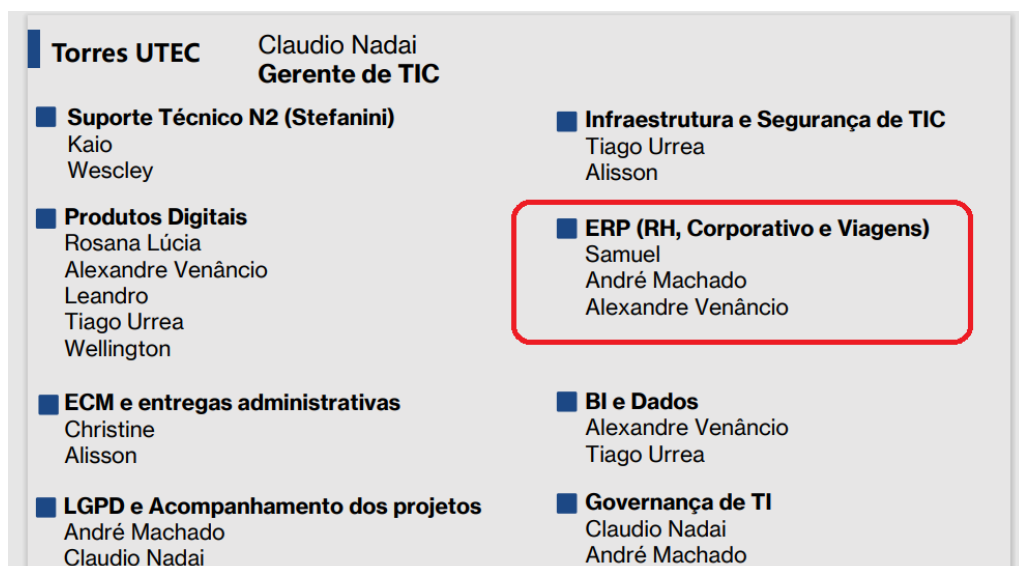 Torres UTEC
Claudio Nadai
Gerente de TIC
Suporte Técnico N2 (Stefanini)
Kaio
Wescley
Infraestrutura e Segurança de TIC
Tiago Urrea
Alisson
Produtos Digitais
Rosana Lúcia
Alexandre Venâncio
Leandro
Tiago Urrea
Wellington
ERP (RH, Corporativo e Viagens)
Samuel
André Machado
Alexandre Venâncio
ECM e entregas administrativas
Christine
Alisson
BI e Dados
Alexandre Venâncio
Tiago Urrea
LGPD e Acompanhamento dos projetos
André Machado
Claudio Nadai
Governança de TI
Claudio Nadai
André Machado